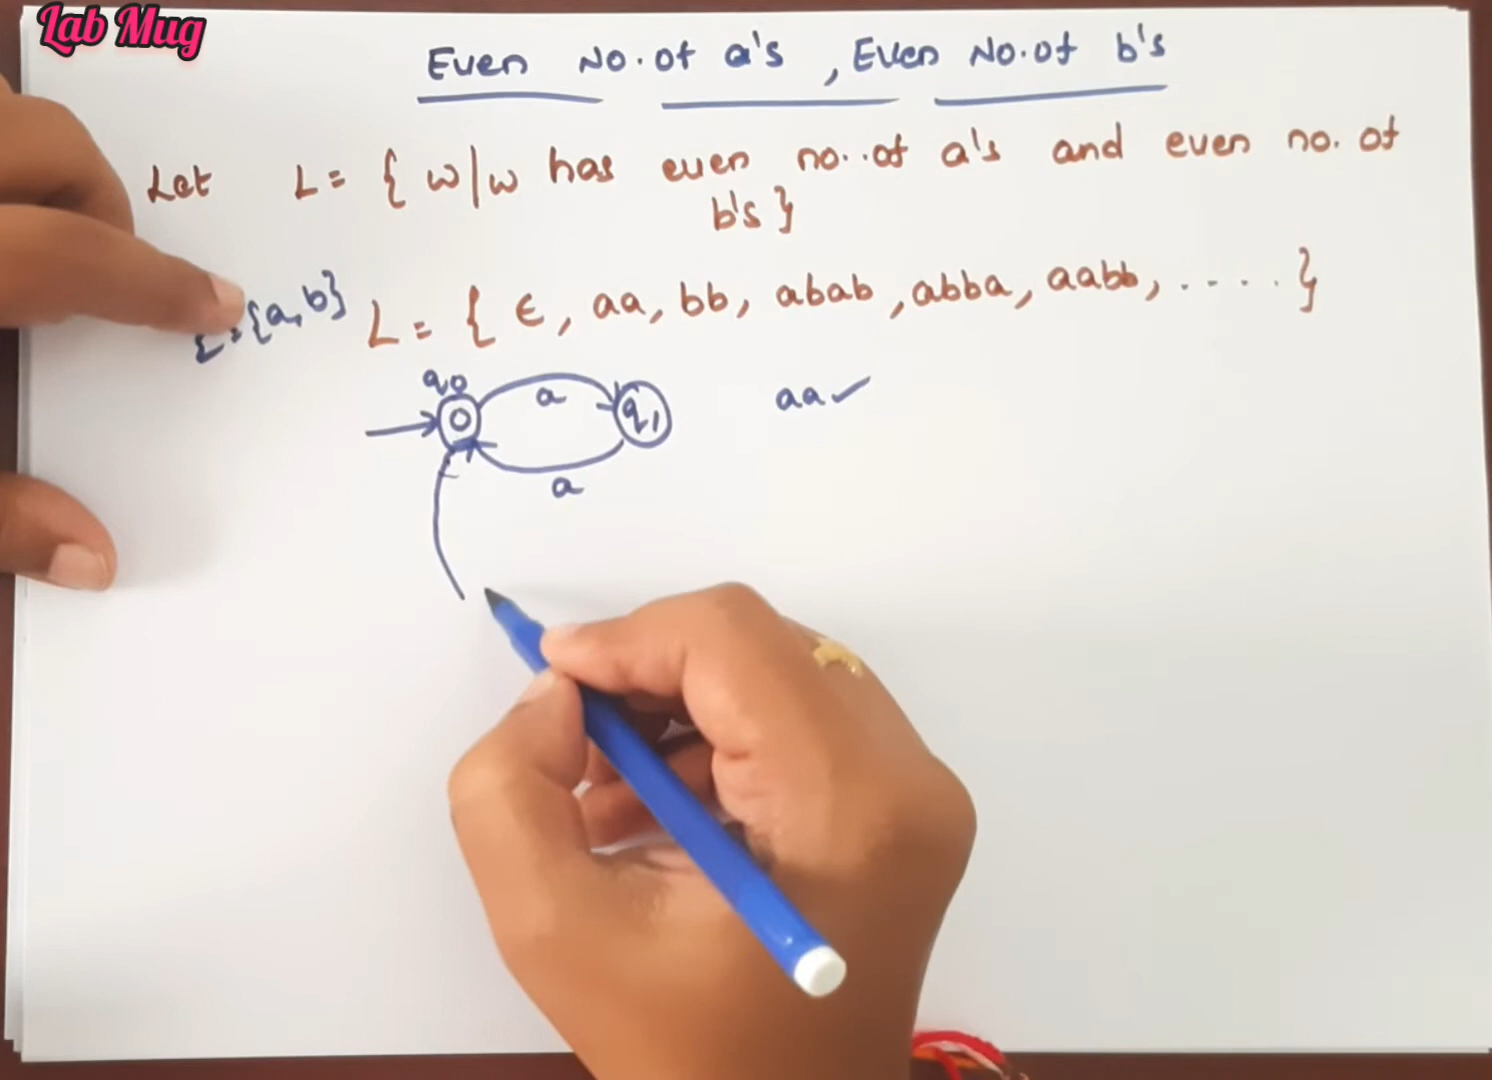 Lab Mug
Even No. of a's , Even No. of b's
Let L = { w/w has even no. of a's and even no. of
b's }
Σ = {a, b} L = { ϵ, aa, bb, abab, abba, aabb, ..... }
q0
a
q1
aa ✓
a